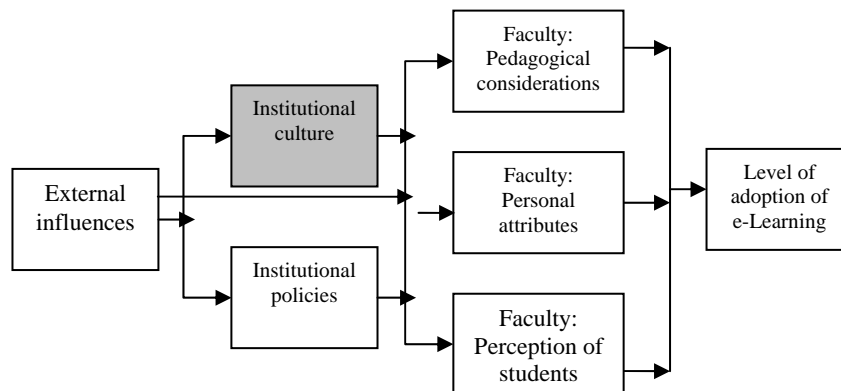 External
influences
Institutional
culture
Institutional
policies
Faculty:
Pedagogical
considerations
Faculty:
Personal
attributes
Faculty:
Perception of
students
Level of
adoption of
e-Learning